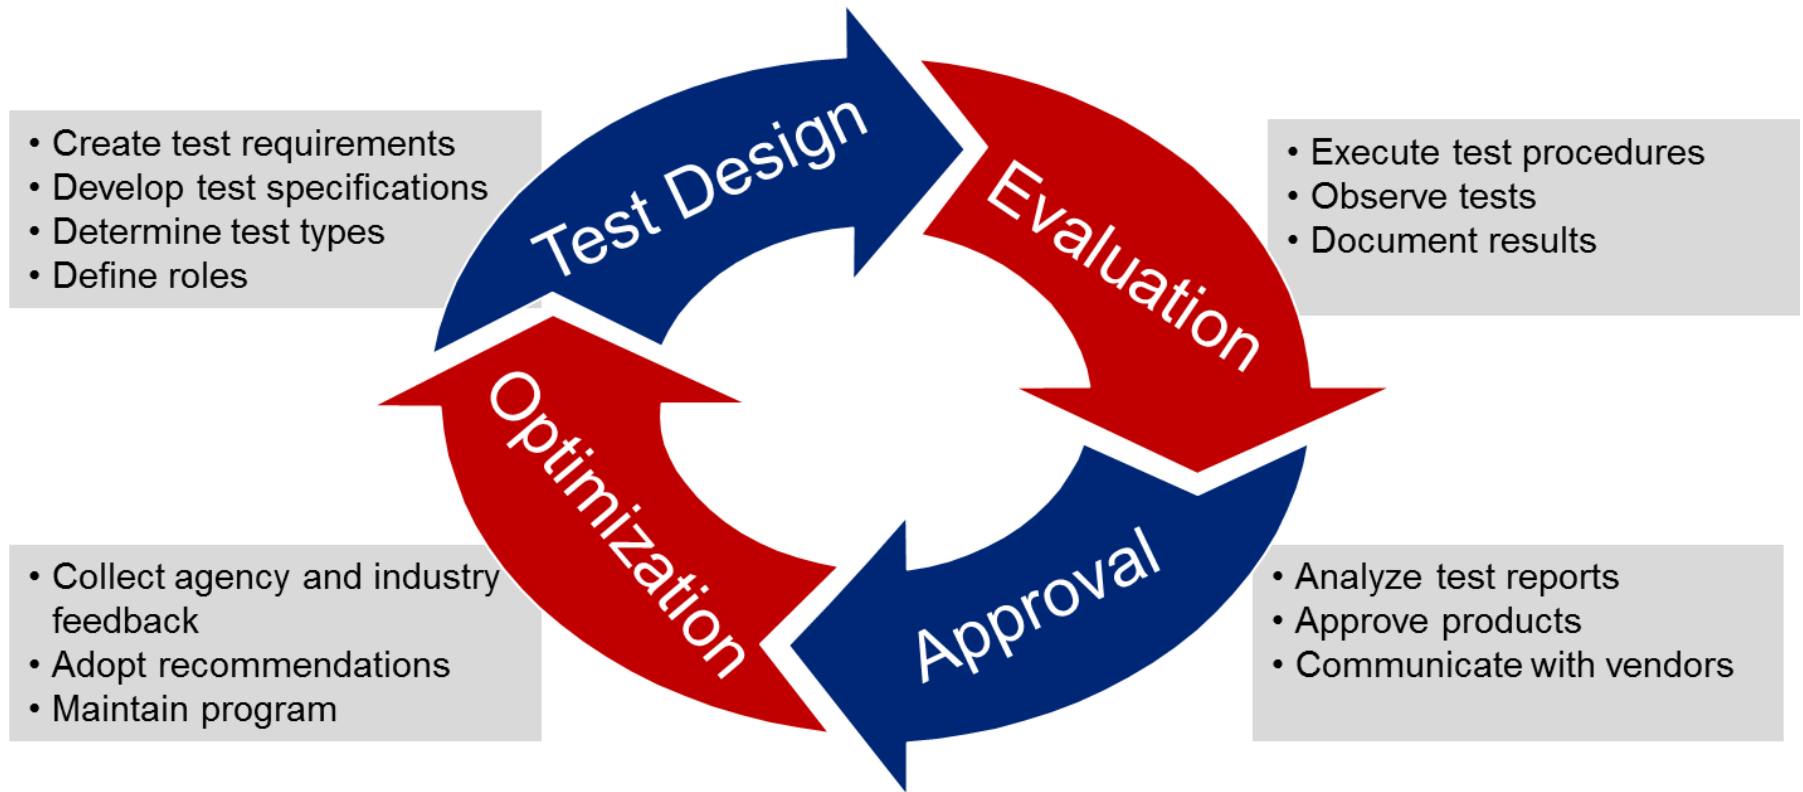 Test Design
• Create test requirements
• Develop test specifications
• Determine test types
• Define roles
Evaluation
• Execute test procedures
• Observe tests
• Document results
Approval
• Analyze test reports
• Approve products
• Communicate with vendors
Optimization
• Collect agency and industry
feedback
• Adopt recommendations
• Maintain program